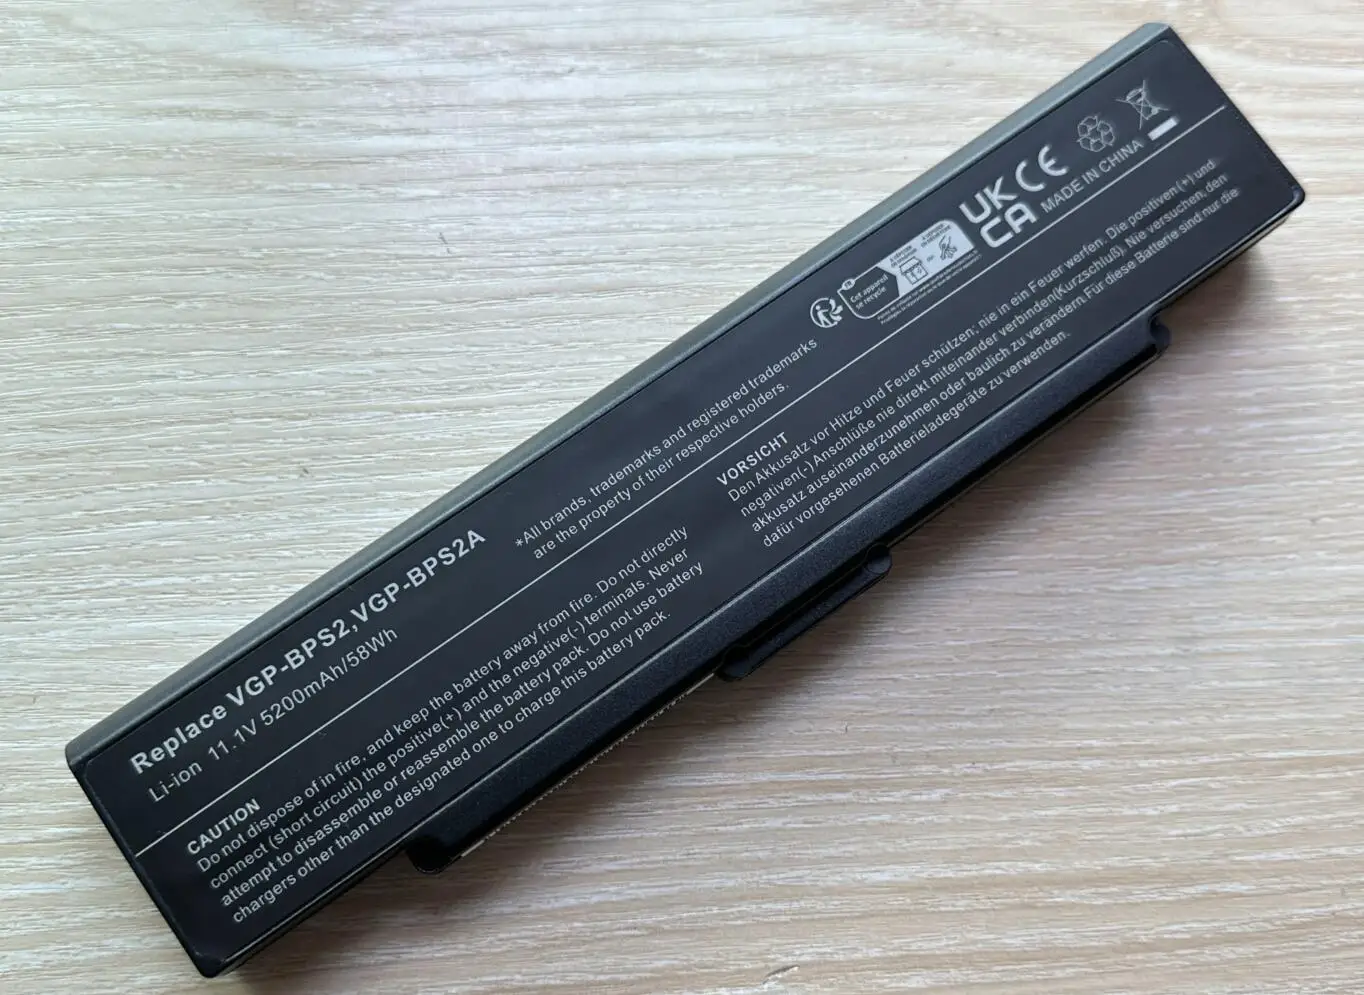 Replace VGP-BPS2,VGP-BPS2A
Li-ion 11.1V 5200mAh/58Wh
*All brands, trademarks and registered trademarks
are the property of their respective holders.
Cet appareil
se recycle
UK
CA
CE
MADE IN CHINA
CAUTION
Do not dispose of in fire, and keep the battery away from fire. Do not directly
connect (short circuit) the positive(+) and the negative(-) terminals. Never
attempt to disassemble or reassemble the battery pack. Do not use battery
chargers other than the designated one to charge this battery pack.
VORSICHT
Den Akkusatz vor Hitze und Feuer schützen; nie in ein Feuer werfen. Die positiven(+) und
negativen(-) Anschlüße nie direkt miteinander verbinden(Kurzschluß). Nie versuchen, den
akkusatz auseinanderzunehmen oder baulich zu verändern. Für diese Batterie sind nur die
dafür vorgesehenen Batterieladegeräte zu verwenden.